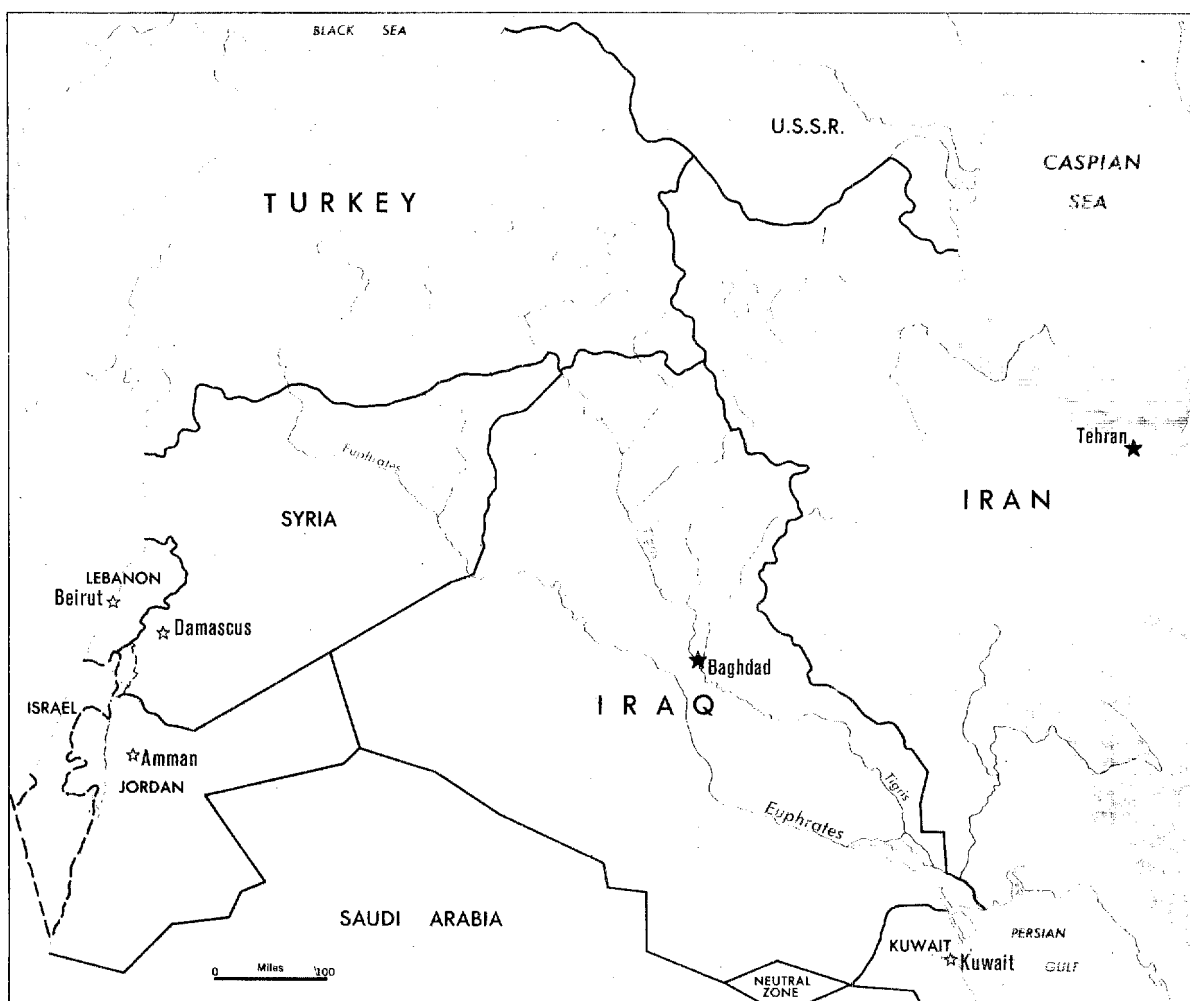 BLACK SEA
U.S.S.R.
CASPIAN
SEA
TURKEY
Tehran
Euphrates
IRAN
SYRIA
Tigris
LEBANON
Beirut
Damascus
Baghdad
IRAQ
ISRAEL
Amman
JORDAN
Tigris
Euphrates
SAUDI ARABIA
PERSIAN
GULF
KUWAIT
Kuwait
0 Miles 100
NEUTRAL
ZONE